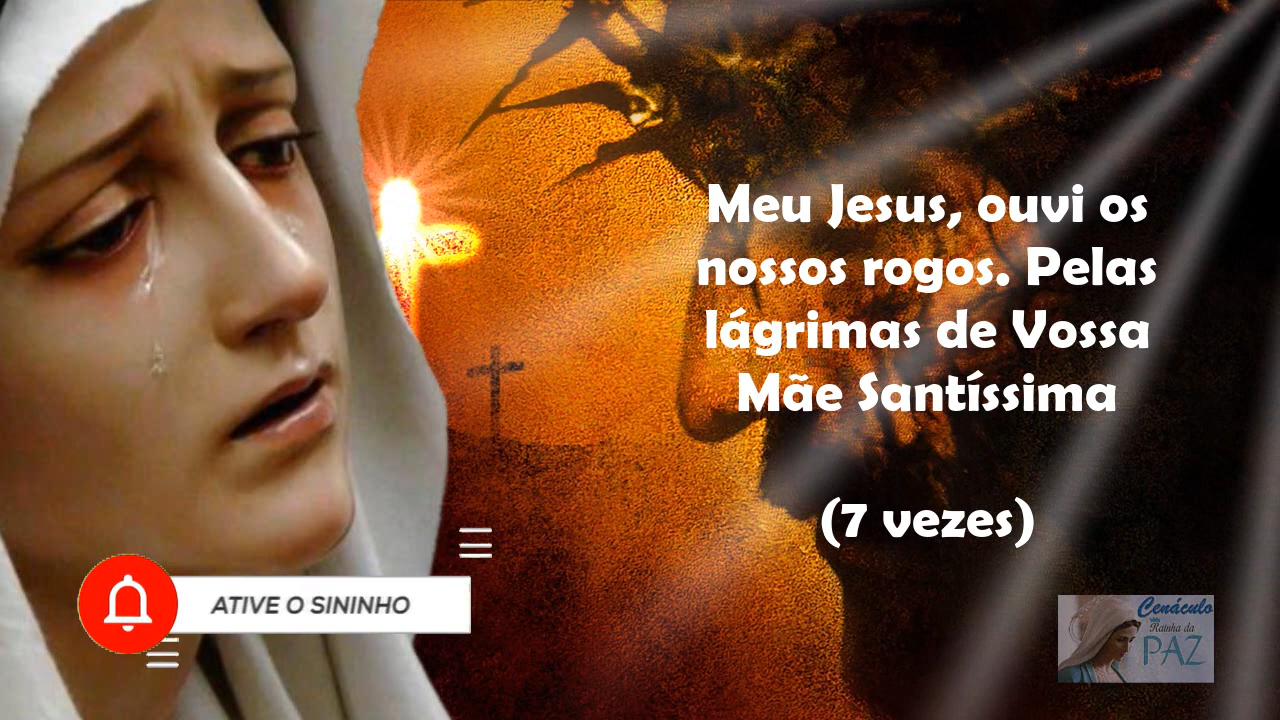 Meu Jesus, ouvi os
nossos rogos. Pelas
lágrimas de Vossa
Mãe Santíssima
(7 vezes)
ATIVE O SININHO
Cenáculo
Rainha da
PAZ